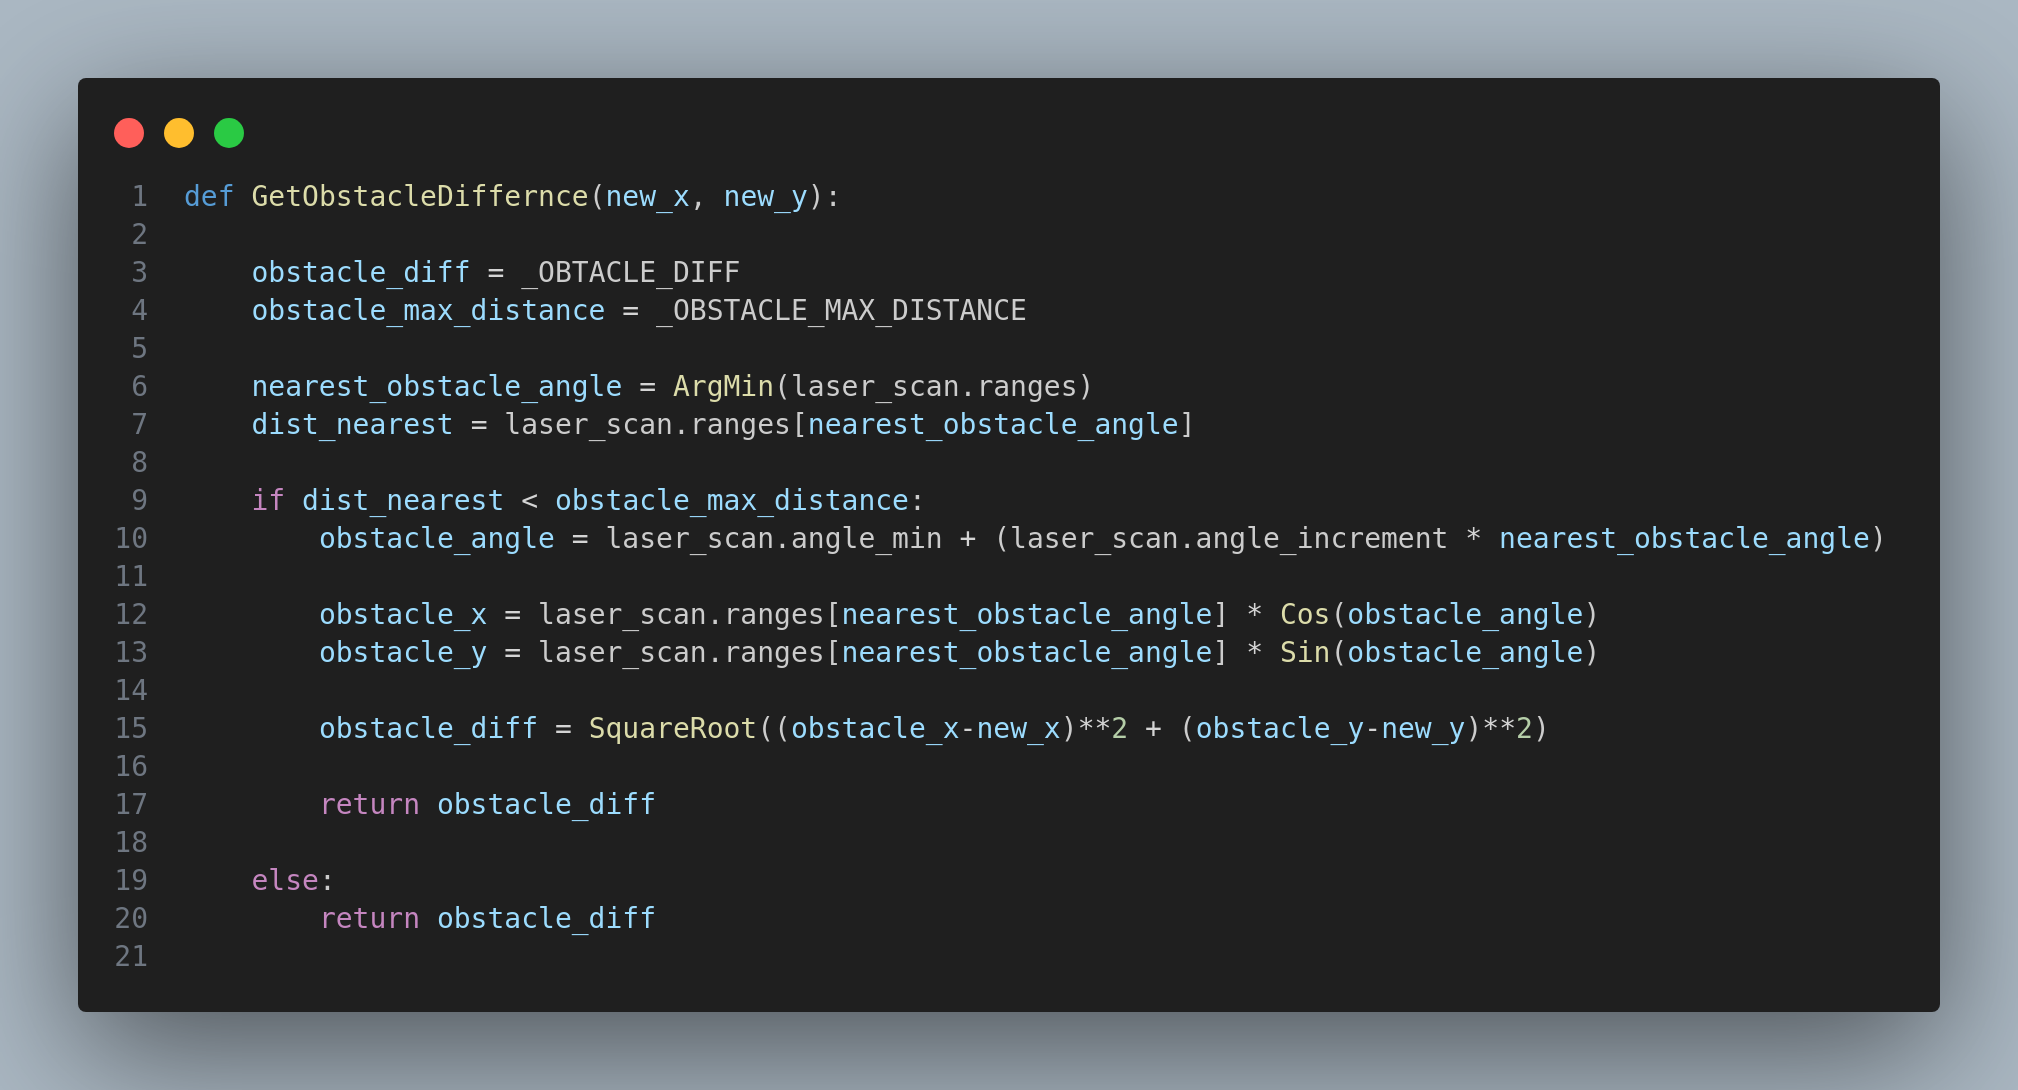 1 def GetObstacleDiffernce(new_x, new_y):
2
3     obstacle_diff = _OBTACLE_DIFF
4     obstacle_max_distance = _OBSTACLE_MAX_DISTANCE
5
6     nearest_obstacle_angle = ArgMin(laser_scan.ranges)
7     dist_nearest = laser_scan.ranges[nearest_obstacle_angle]
8
9     if dist_nearest < obstacle_max_distance:
10         obstacle_angle = laser_scan.angle_min + (laser_scan.angle_increment * nearest_obstacle_angle)
11
12         obstacle_x = laser_scan.ranges[nearest_obstacle_angle] * Cos(obstacle_angle)
13         obstacle_y = laser_scan.ranges[nearest_obstacle_angle] * Sin(obstacle_angle)
14
15         obstacle_diff = SquareRoot((obstacle_x-new_x)**2 + (obstacle_y-new_y)**2)
16
17         return obstacle_diff
18
19     else:
20         return obstacle_diff
21